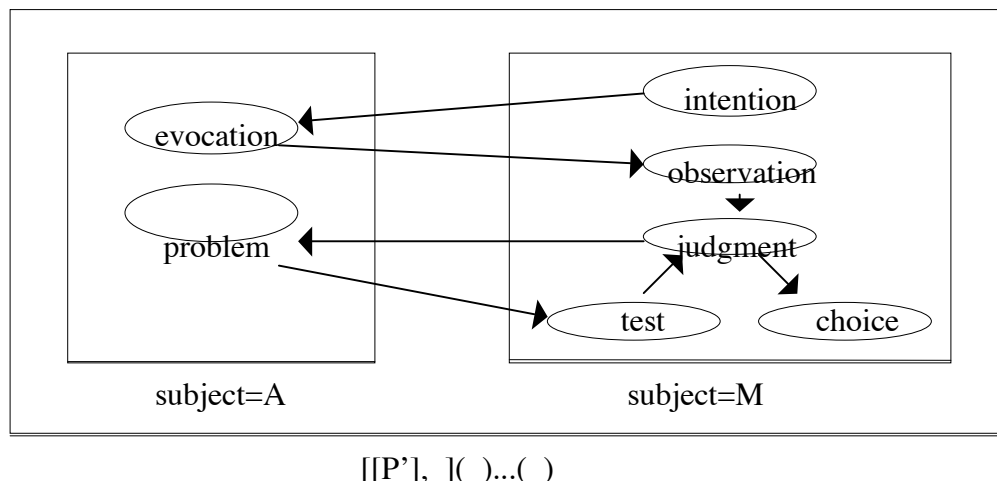 intention
evocation
observation
problem
judgment
test
choice
subject=A
subject=M
[[P’],_](_)...(_)